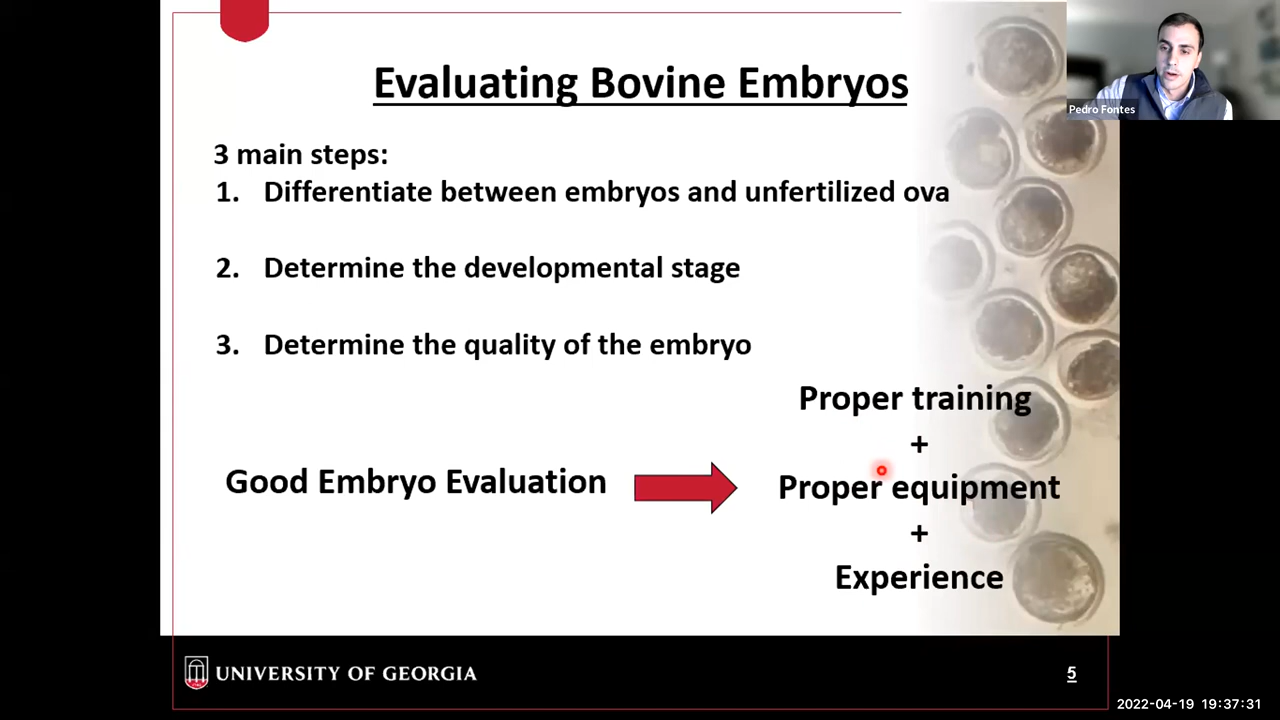 Evaluating Bovine Embryos
Pedro Fontes
3 main steps:
1. Differentiate between embryos and unfertilized ova
2. Determine the developmental stage
3. Determine the quality of the embryo
Proper training
+
Good Embryo Evaluation
Proper equipment
+
Experience
UNIVERSITY OF GEORGIA
5
2022-04-19 19:37:31